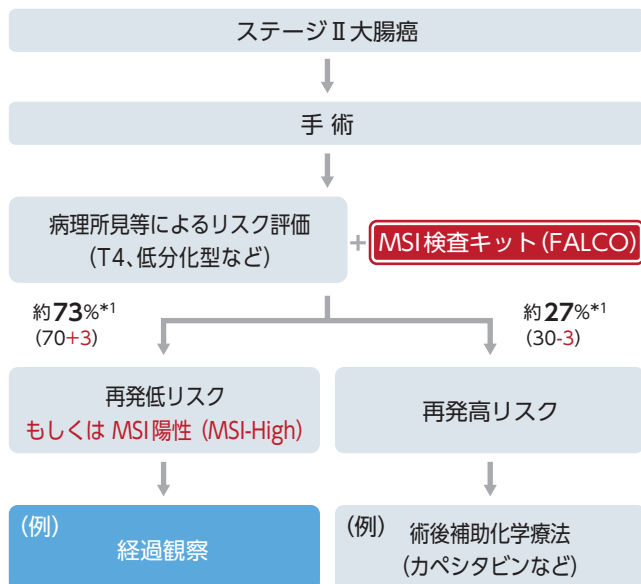 ステージⅡ大腸癌
手 術
病理所見等によるリスク評価
(T4、低分化型など)
+
MSI検査キット(FALCO)
約73%*1
(70+3)
約27%*1
(30-3)
再発低リスク
もしくは MSI陽性 (MSI-High)
再発高リスク
(例)
経過観察
(例)
術後補助化学療法
(カペシタビンなど)